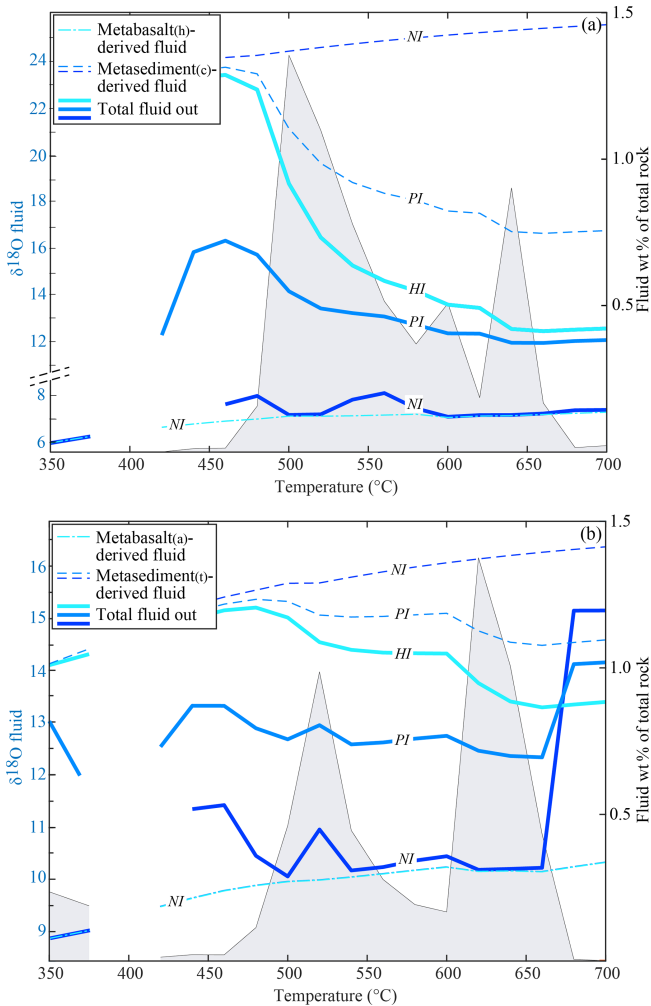 (a)
1.5
Metabasalt(h)-
derived fluid
Metasediment(c)-
derived fluid
Total fluid out
NI
24
22
20
18
16
14
12
8
6
δ18O fluid
PI
HI
PI
NI
NI
1.0
0.5
Fluid wt % of total rock
350 400 450 500 550 600 650 700
Temperature (°C)
(b)
1.5
Metabasalt(a)-
derived fluid
Metasediment(t)-
derived fluid
Total fluid out
NI
16
15
14
13
12
11
10
9
δ18O fluid
PI
HI
PI
NI
NI
1.0
0.5
Fluid wt % of total rock
350 400 450 500 550 600 650 700
Temperature (°C)